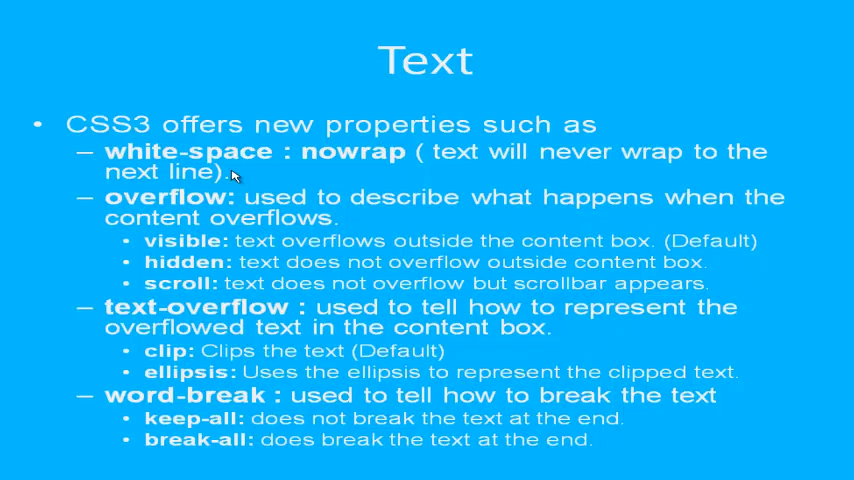 Text
• CSS3 offers new properties such as
– white-space : nowrap ( text will never wrap to the
next line).
– overflow: used to describe what happens when the
content overflows.
• visible: text overflows outside the content box. (Default)
• hidden: text does not overflow outside content box.
• scroll: text does not overflow but scrollbar appears.
– text-overflow : used to tell how to represent the
overflowed text in the content box.
• clip: Clips the text (Default)
• ellipsis: Uses the ellipsis to represent the clipped text.
– word-break : used to tell how to break the text
• keep-all: does not break the text at the end.
• break-all: does break the text at the end.